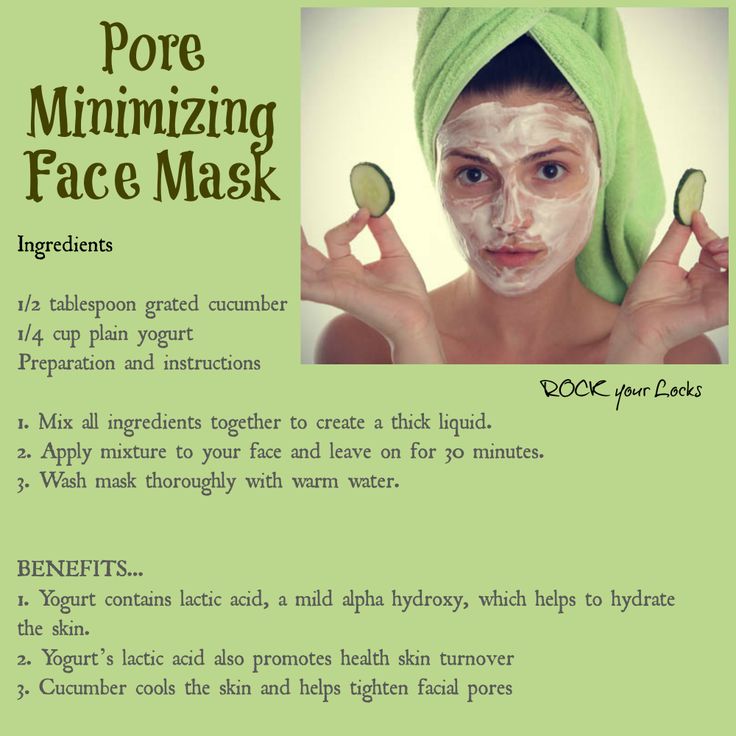 Pore
Minimizing
Face Mask
Ingredients
1/2 tablespoon grated cucumber
1/4 cup plain yogurt
Preparation and instructions
ROCK your Locks
1. Mix all ingredients together to create a thick liquid.
2. Apply mixture to your face and leave on for 30 minutes.
3. Wash mask thoroughly with warm water.
BENEFITS...
1. Yogurt contains lactic acid, a mild alpha hydroxy, which helps to hydrate
the skin.
2. Yogurt's lactic acid also promotes health skin turnover
3. Cucumber cools the skin and helps tighten facial pores